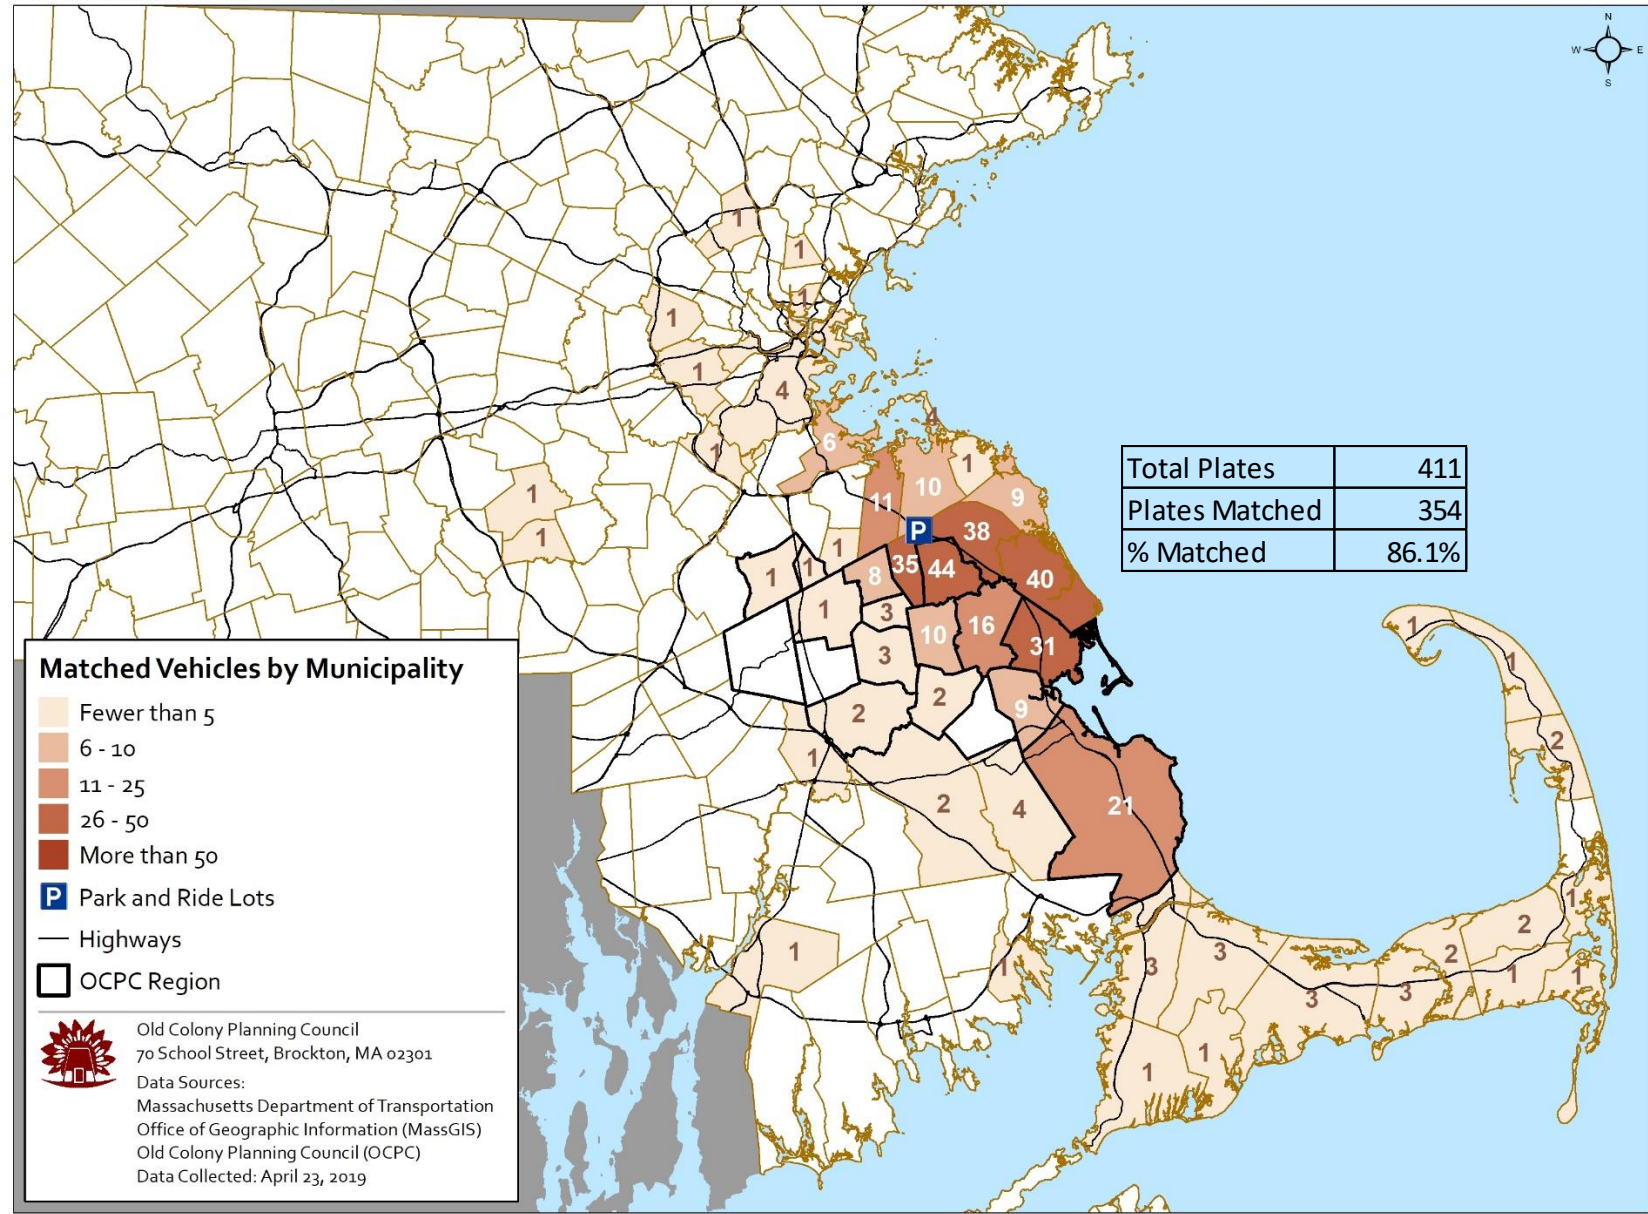 N
W E
S
1
1
1
1
1
4
1
6
4
1
1
1
11
10
9
P
38
1
1
1
8
35
44
40
1
3
10
16
31
3
2
2
9
1
2
4
21
1
1
1
1
2
3
3
3
3
2
2
1
1
1
1
1
Total Plates 411
Plates Matched 354
% Matched 86.1%
Matched Vehicles by Municipality
Fewer than 5
6 - 10
11 - 25
26 - 50
More than 50
P Park and Ride Lots
Highways
OCPC Region
Old Colony Planning Council
70 School Street, Brockton, MA 02301
Data Sources:
Massachusetts Department of Transportation
Office of Geographic Information (MassGIS)
Old Colony Planning Council (OCPC)
Data Collected: April 23, 2019